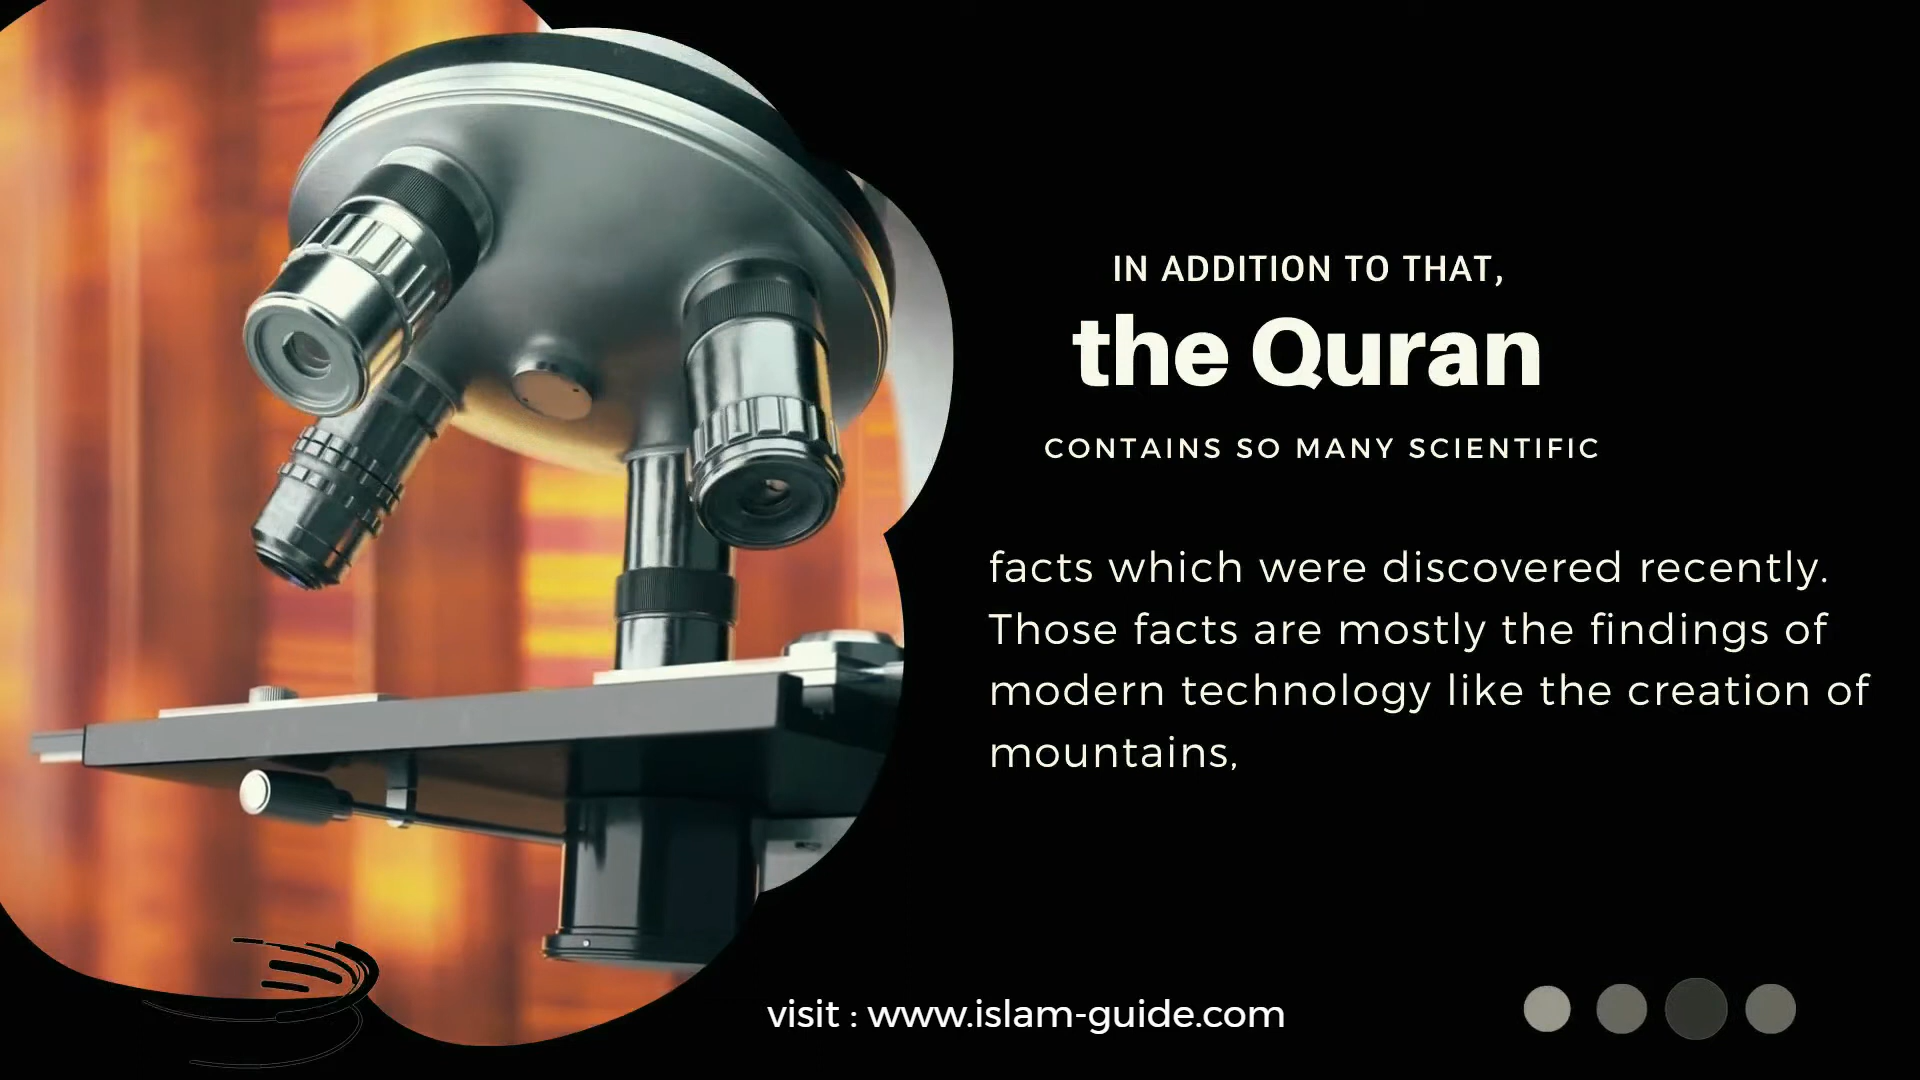 IN ADDITION TO THAT,
the Quran
CONTAINS SO MANY SCIENTIFIC
facts which were discovered recently.
Those facts are mostly the findings of
modern technology like the creation of
mountains,
visit : www.islam-guide.com